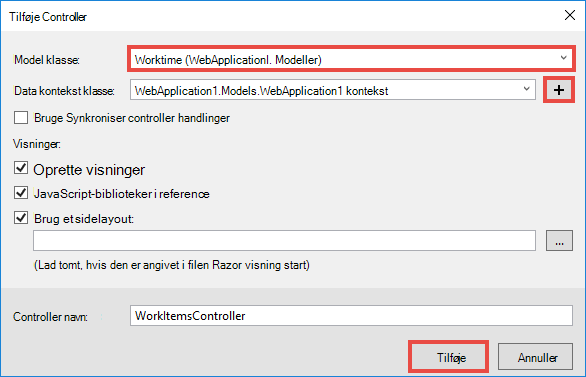 Tilføje Controller
Model klasse: Worktime (WebApplicationl. Modeller)
Data kontekst klasse: WebApplication1.Models.WebApplication1 kontekst +
Bruge Synkroniser controller handlinger
Visninger:
Oprette visninger
JavaScript-biblioteker i reference
Brug et sidelayout:
...
(Lad tomt, hvis den er angivet i filen Razor visning start)
Controller navn: WorkItemsController
Tilføje Annuller